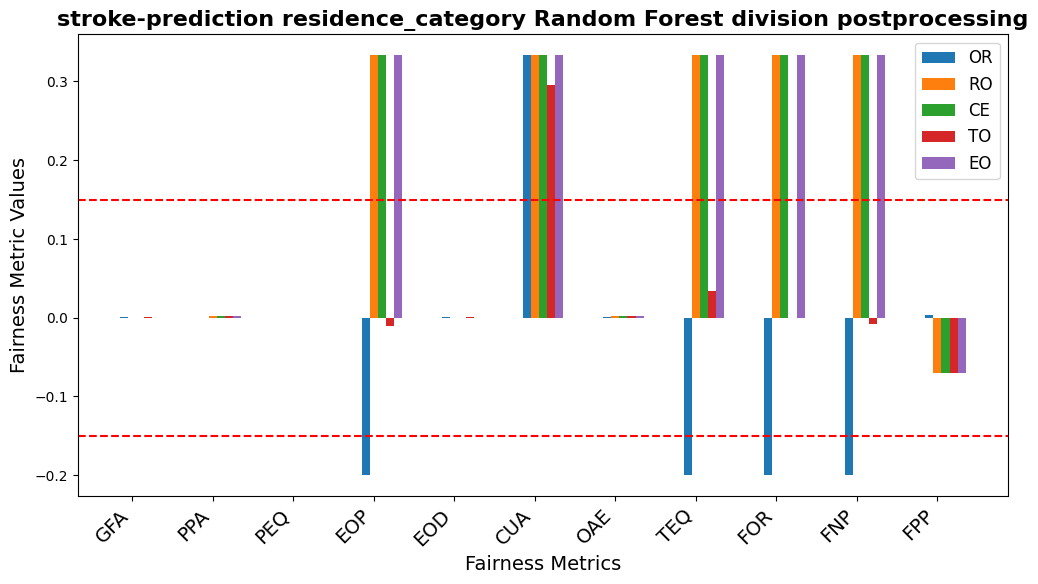 stroke-prediction residence_category Random Forest division postprocessing
Fairness Metric Values
0.3
0.2
0.1
0.0
−0.1
−0.2
OR
RO
CE
TO
EO
GFA
PPA
PEQ
EOP
EOD
CUA
OAE
TEQ
FOR
FNP
FPP
Fairness Metrics